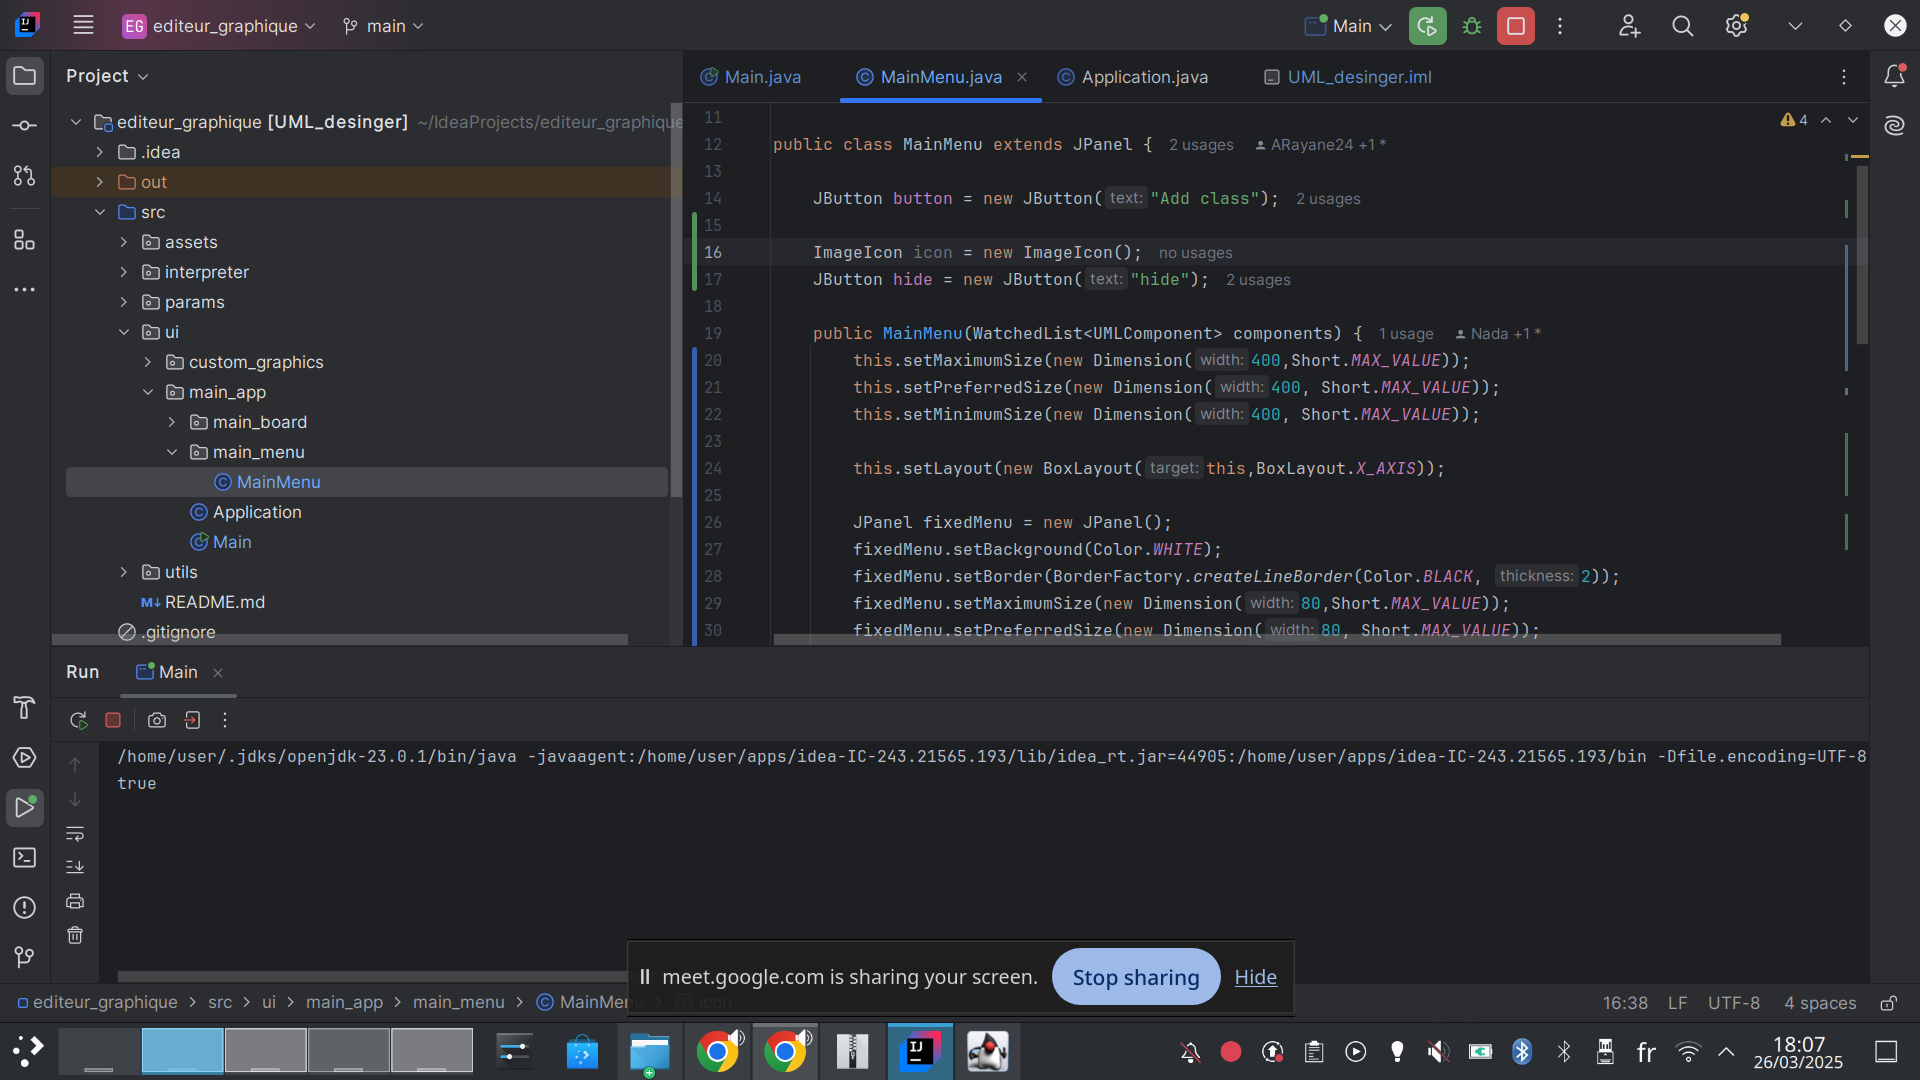 EG editeur_graphique main Main
Project
Main.java MainMenu.java Application.java UML_desinger.iml
editeur_graphique [UML_desinger] ~/IdeaProjects/editeur_graphique
.idea
out
src
assets
interpreter
params
ui
custom_graphics
main_app
main_board
main_menu
MainMenu
Application
Main
utils
M↓ README.md
.gitignore
4
11
12 public class MainMenu extends JPanel { 2 usages ARayane24 +1 *
13
14 JButton button = new JButton( text: "Add class"); 2 usages
15
16 ImageIcon icon = new ImageIcon(); no usages
17 JButton hide = new JButton( text: "hide"); 2 usages
18
19 public MainMenu(WatchedList<UMLComponent> components) { 1 usage Nada +1 *
20 this.setMaximumSize(new Dimension( width: 400,Short.MAX_VALUE));
21 this.setPreferredSize(new Dimension( width: 400, Short.MAX_VALUE));
22 this.setMinimumSize(new Dimension( width: 400, Short.MAX_VALUE));
23
24 this.setLayout(new BoxLayout( target: this,BoxLayout.X_AXIS));
25
26 JPanel fixedMenu = new JPanel();
27 fixedMenu.setBackground(Color.WHITE);
28 fixedMenu.setBorder(BorderFactory.createLineBorder(Color.BLACK, thickness: 2));
29 fixedMenu.setMaximumSize(new Dimension( width: 80,Short.MAX_VALUE));
30 fixedMenu.setPreferredSize(new Dimension( width: 80, Short.MAX_VALUE));
Run Main
/home/user/.jdks/openjdk-23.0.1/bin/java -javaagent:/home/user/apps/idea-IC-243.21565.193/lib/idea_rt.jar=44905:/home/user/apps/idea-IC-243.21565.193/bin -Dfile.encoding=UTF-8
true
meet.google.com is sharing your screen. Stop sharing Hide
editeur_graphique > src > ui > main_app > main_menu > MainMenu > icon
16:38 LF UTF-8 4 spaces
fr 18:07
26/03/2025